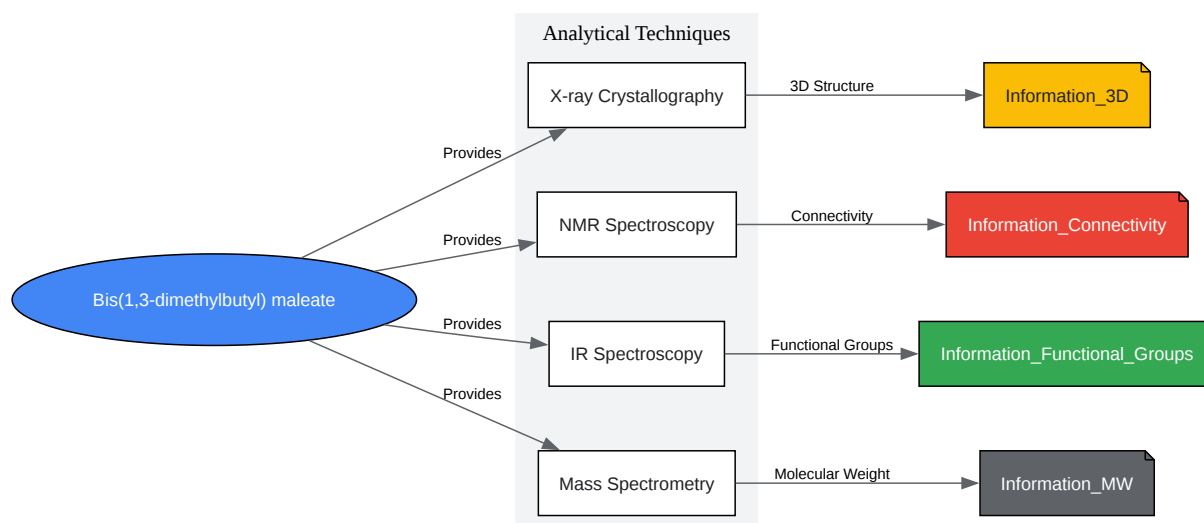 Analytical Techniques
X-ray Crystallography
3D Structure
Information_3D
Provides
NMR Spectroscopy
Connectivity
Information_Connectivity
Provides
Bis(1,3-dimethylbutyl) maleate
Provides
IR Spectroscopy
Functional Groups
Information_Functional_Groups
Provides
Mass Spectrometry
Molecular Weight
Information_MW